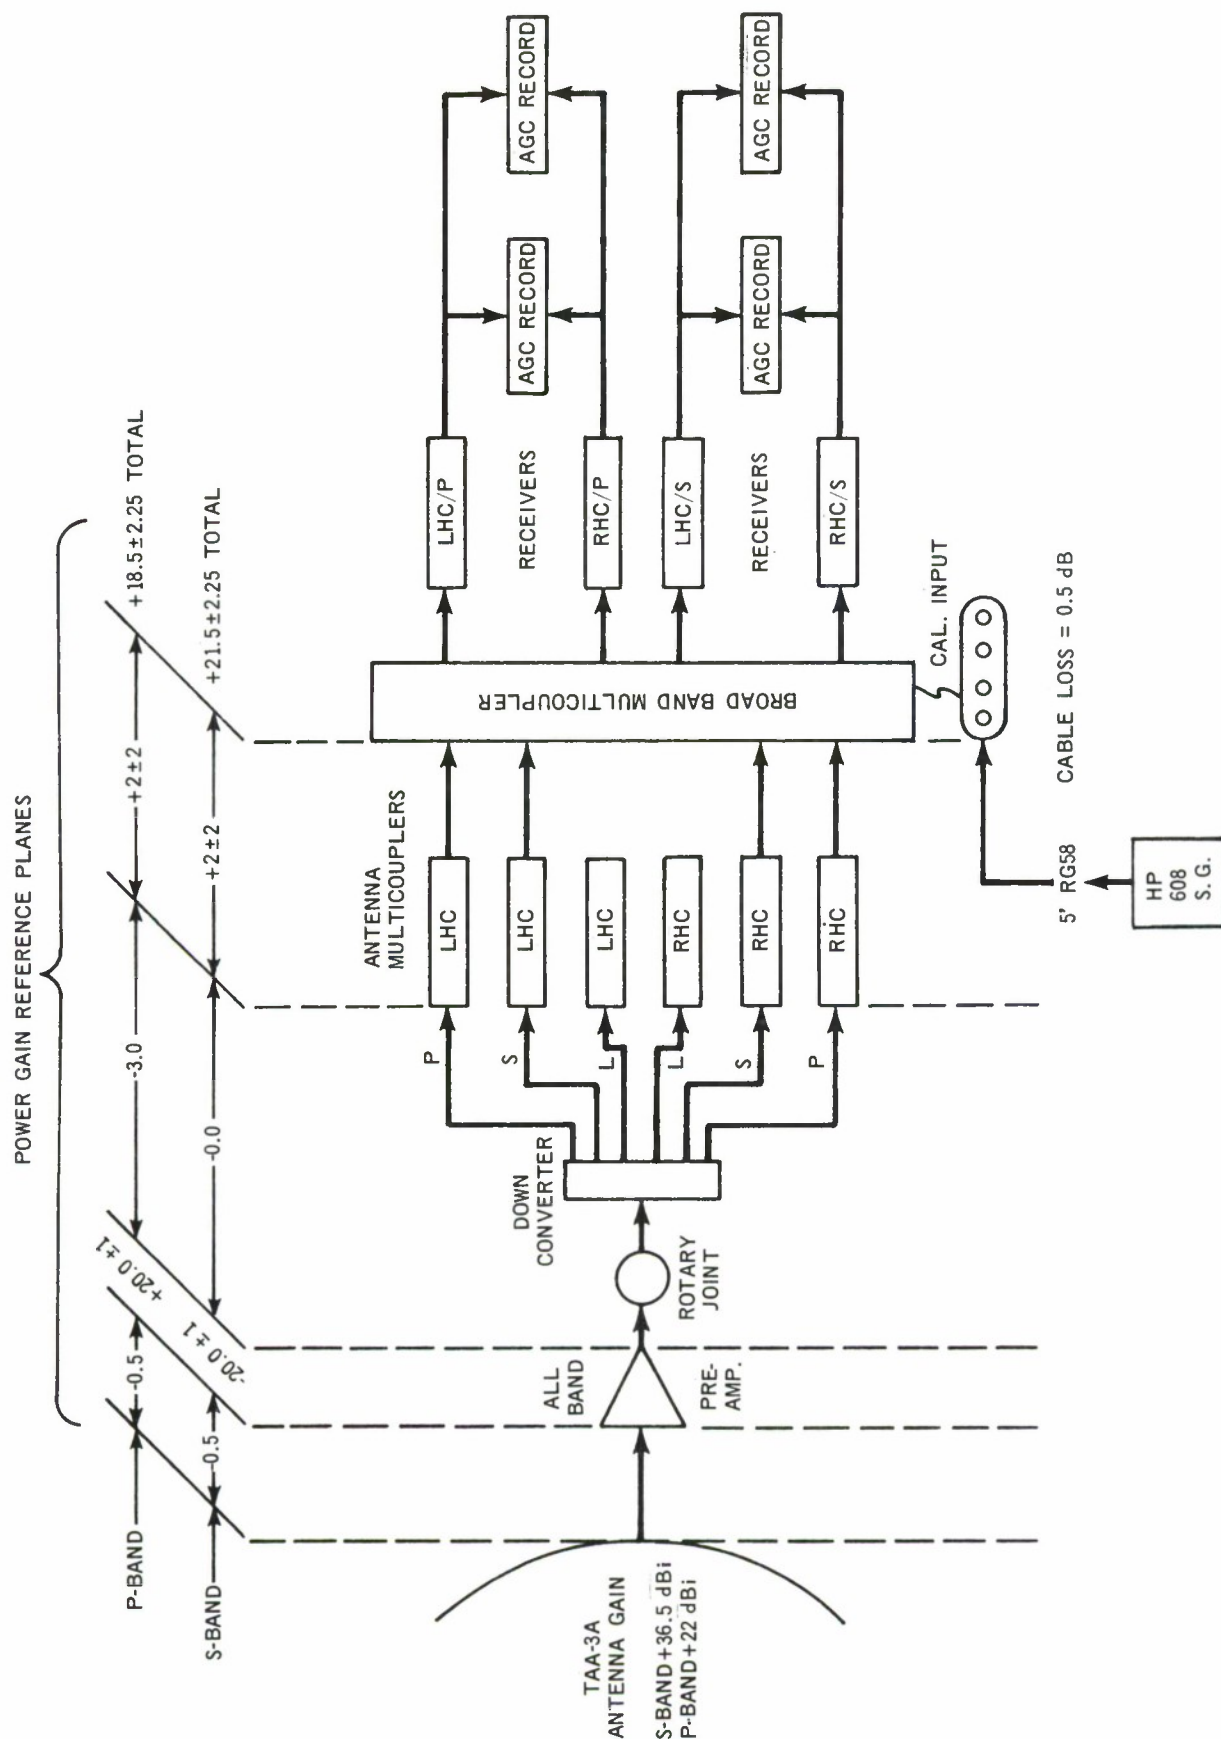 POWER GAIN REFERENCE PLANES
P-BAND
-0.5
+20.0 ±1
-3.0
+2±2
+18.5±2.25 TOTAL
S-BAND
-0.5
-20.0 ±1
-0.0
+2±2
+21.5±2.25 TOTAL
TAA-3A
ANTENNA GAIN
S-BAND+36.5 dBi
P-BAND+22 dBi
ALL
BAND
PRE-
AMP.
ROTARY
JOINT
DOWN
CONVERTER
P
S
L
L
S
P
ANTENNA
MULTICOUPLERS
LHC
LHC
LHC
RHC
RHC
RHC
BROAD BAND MULTICOUPLER
LHC/P
RECEIVERS
RHC/P
LHC/S
RECEIVERS
RHC/S
AGC RECORD
AGC RECORD
AGC RECORD
AGC RECORD
CAL. INPUT
HP
608
S.G.
5' RG58
CABLE LOSS = 0.5 dB